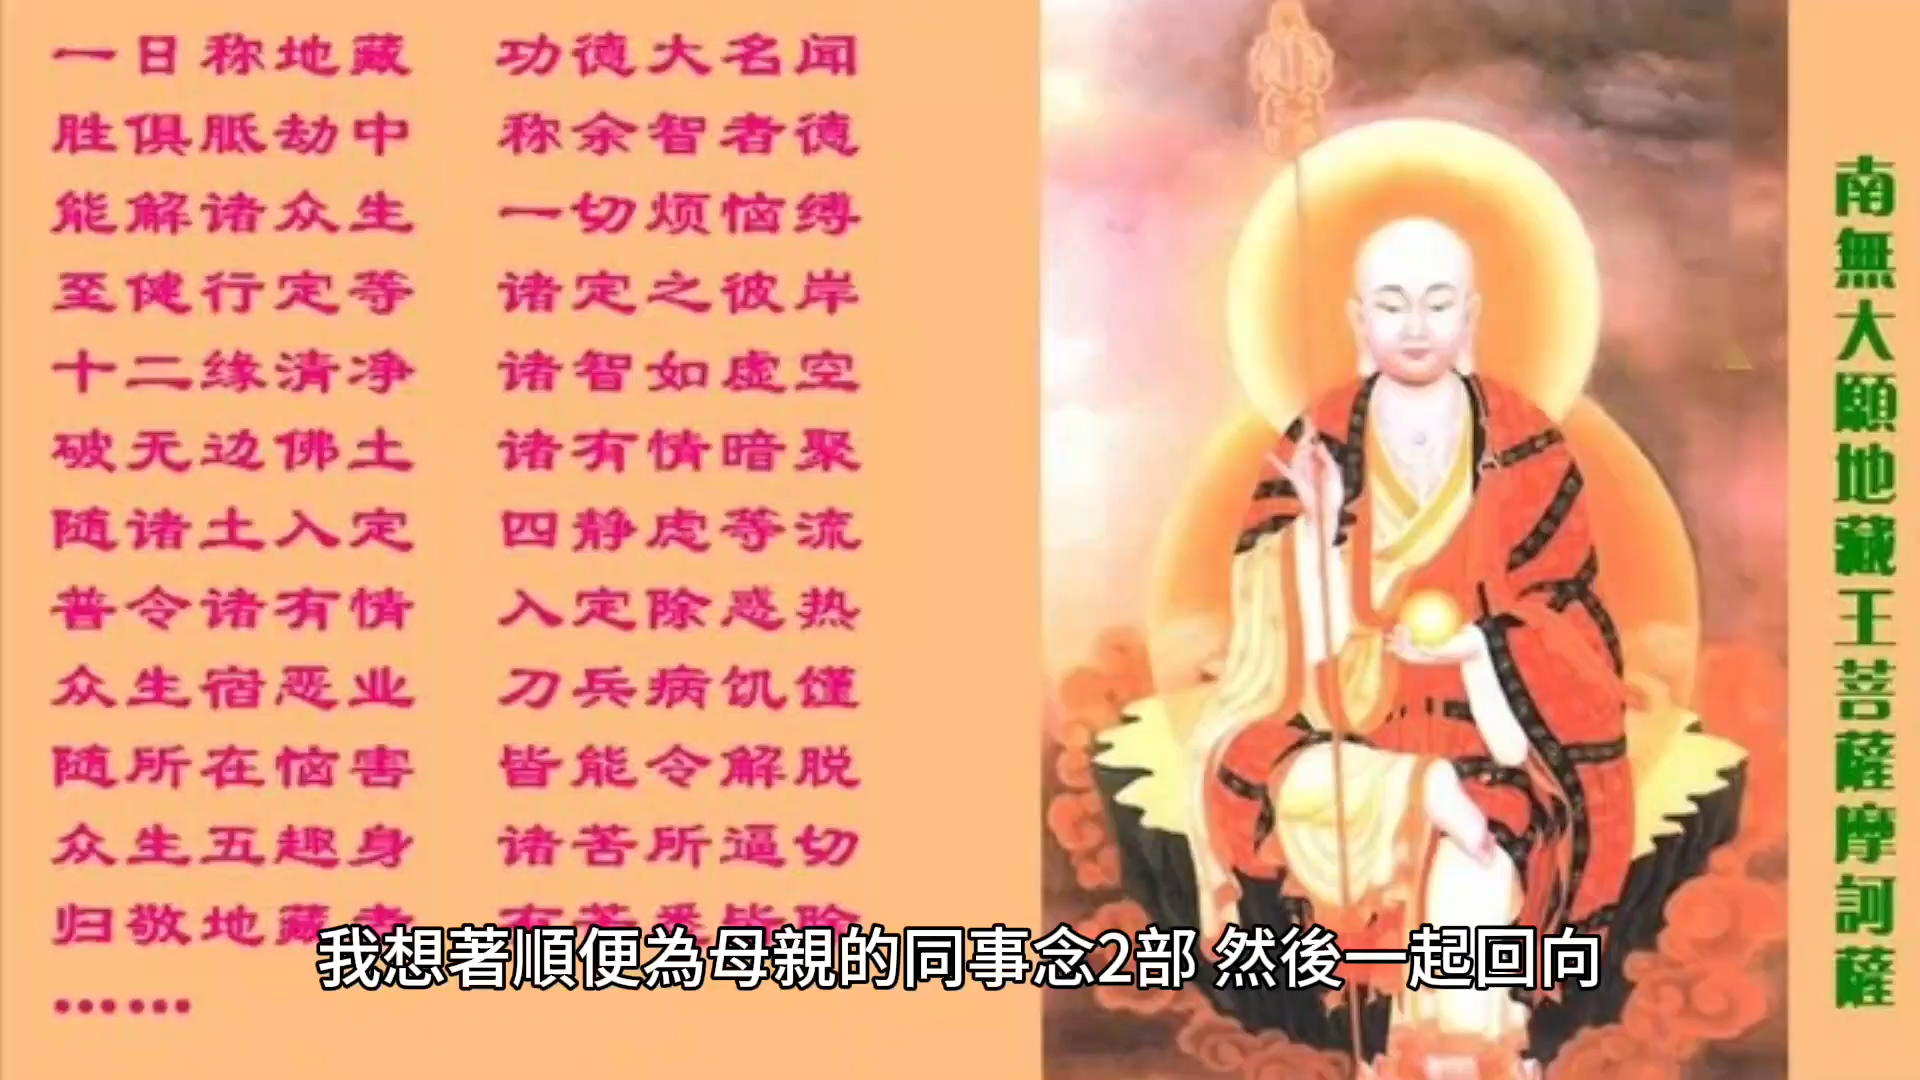 一日称地藏 功德大名闻
胜俱胝劫中 称余智者德
能解诸众生 一切烦恼缚
至健行定等 诸定之彼岸
十二缘清净 诸智如虚空
破无边佛土 诸有情暗聚
随诸土入定 四静虑等流
普令诸有情 入定除惑热
众生宿恶业 刀兵病饥馑
随所在恼害 皆能令解脱
众生五趣身 诸苦所逼切
归敬地藏者 有苦悉皆除
……
我想著順便為母親的同事念2部 然後一起回向
南無大願地藏王菩薩摩訶薩